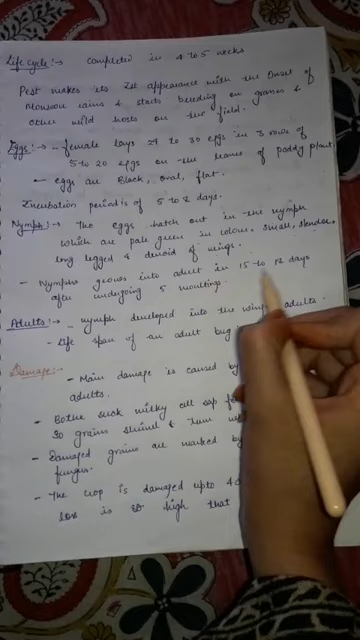 Life cycle:→ Completed in 4 to 5 weeks
Pest makes its 1st appearance with the Onset of
Monsoon rains & starts breeding on grasses &
other wild hosts on the field.
Eggs:→ - female lays 27 to 30 eggs in 3 rows of
5 to 20 eggs on the leaves of paddy plant
- eggs are Black, oval, flat.
Incubation period is of 5 to 8 days.
Nymph:→ The eggs hatch out in the nymph
which are pale green in colour, small, slender,
long legged & devoid of wings.
- Nymphs grows into adult in 15 to 18 days
after undergoing 5 moultings.
Adults:→ - nymph developed into the adults.
- Life span of an adult bug
Damage:→
- Main damage is caused by
adults.
- Bothe suck milky cell sap
so grains shrivel & turn
- Damaged grains are marked by
fungus.
- The crop is damaged upto
loss is so high that